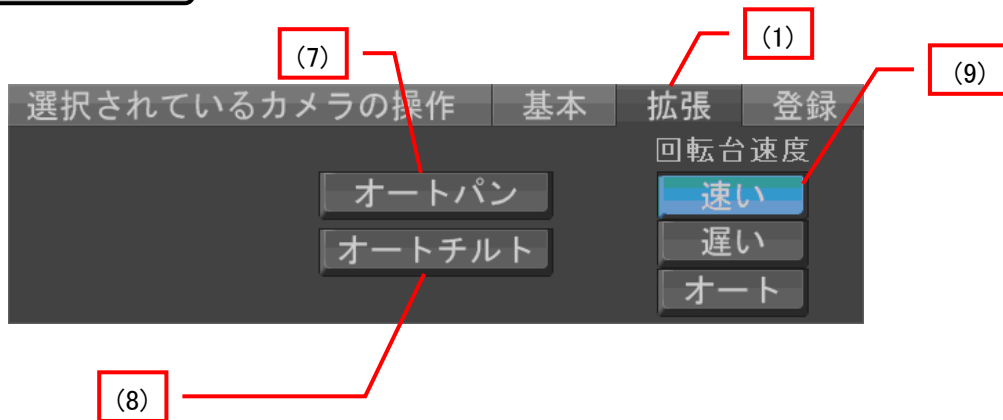 (1)
(7)
(9)
選択されているカメラの操作 基本 拡張 登録
回転台速度
オートパン 速い
オートチルト 遅い
オート
(8)